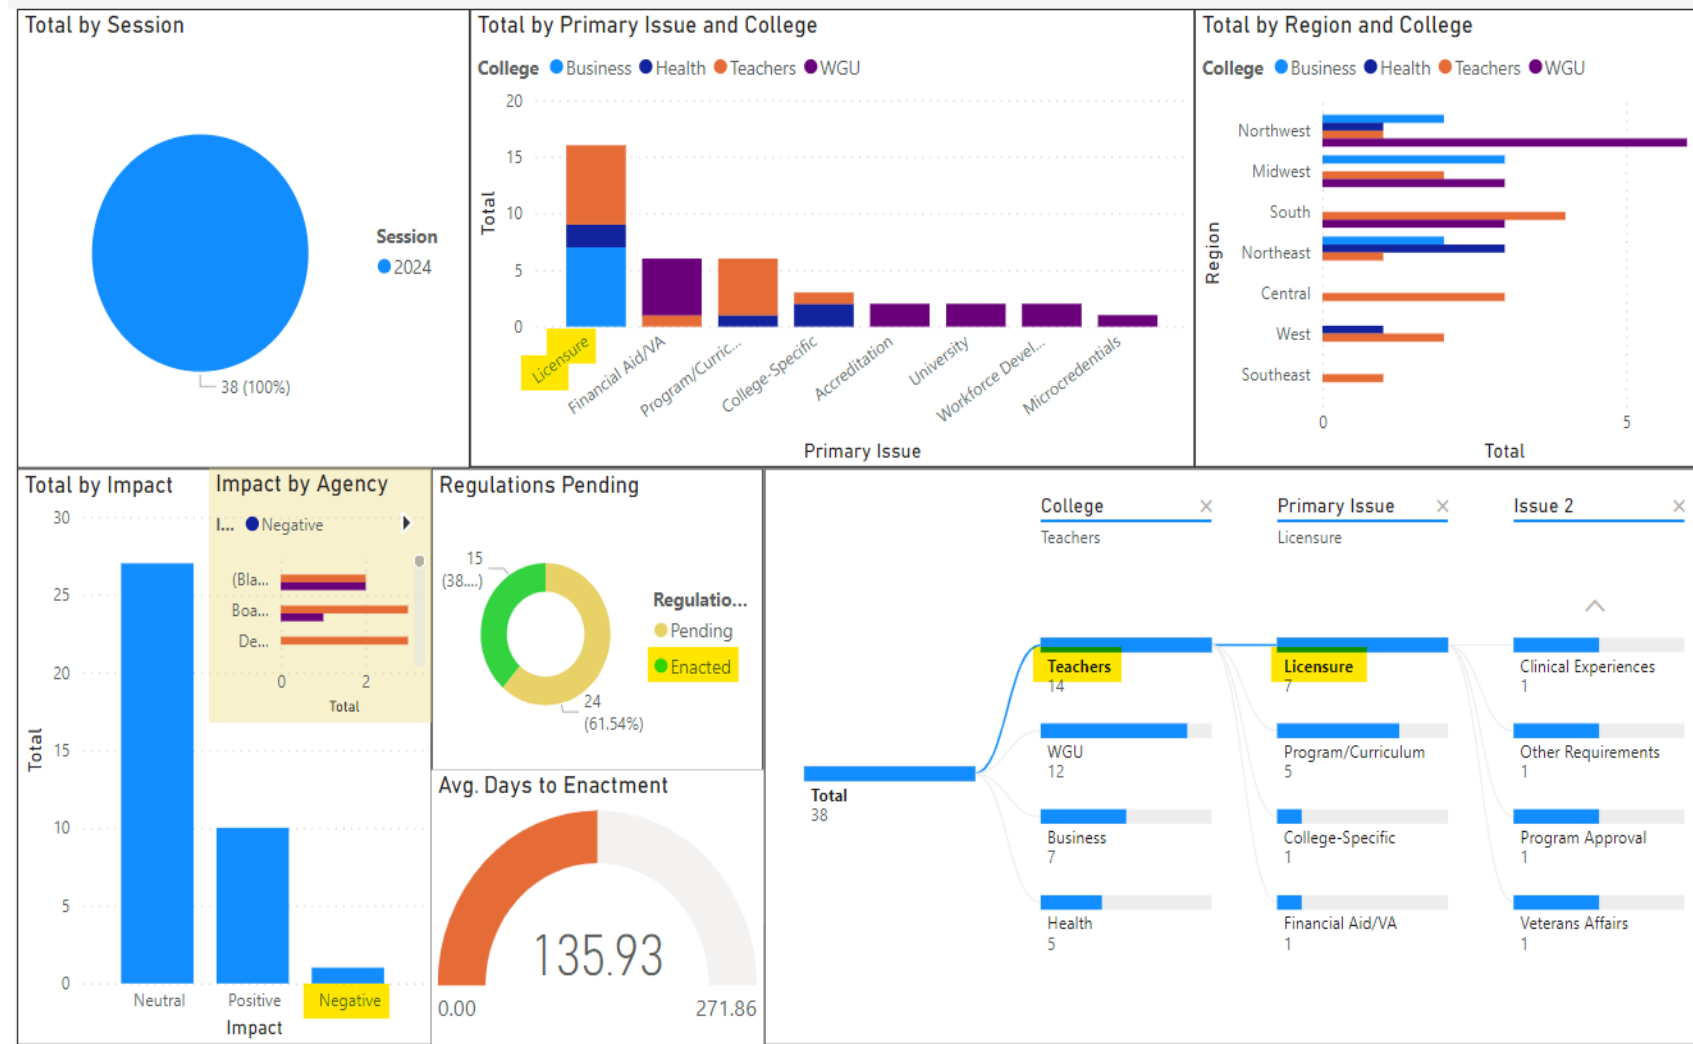 Total by Session
Session
2024
38 (100%)
Total by Primary Issue and College
College Business Health Teachers WGU
20
15
10
5
0
Total
Licensure
Financial Aid/VA
Program/Curric...
College-Specific
Accreditation
University
Workforce Devel...
Microcredentials
Primary Issue
Total by Region and College
College Business Health Teachers WGU
Region
Northwest
Midwest
South
Northeast
Central
West
Southeast
0 5
Total
Total by Impact
30
25
20
15
10
5
0
Total
Neutral Positive Negative
Impact
Impact by Agency
I... Negative
(Bla...
Boa...
De...
0 2
Total
Regulations Pending
15
(38....)
24
(61.54%)
Regulatio...
Pending
Enacted
Avg. Days to Enactment
135.93
0.00 271.86
College
Teachers
Primary Issue
Licensure
Issue 2
Total
38
Teachers
14
WGU
12
Business
7
Health
5
Licensure
7
Program/Curriculum
5
College-Specific
1
Financial Aid/VA
1
Clinical Experiences
1
Other Requirements
1
Program Approval
1
Veterans Affairs
1